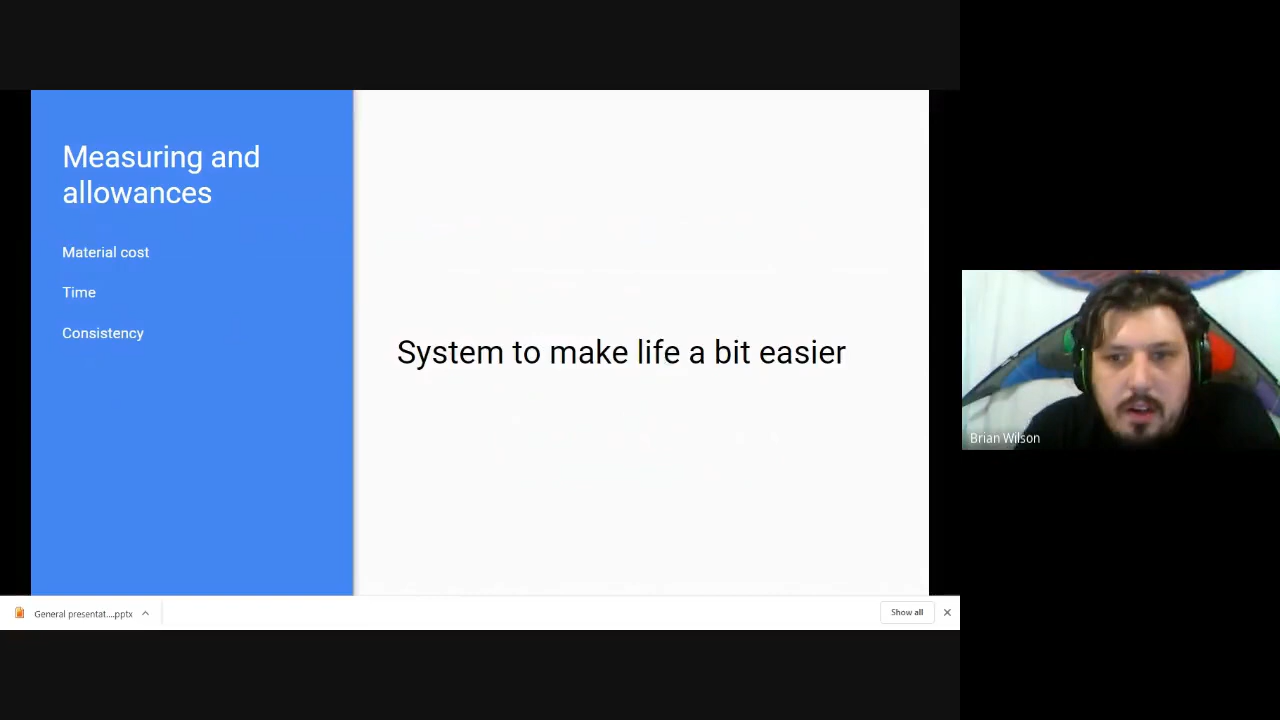 Measuring and
allowances
Material cost
Time
Consistency
System to make life a bit easier
Brian Wilson
General presentat....pptx
Show all